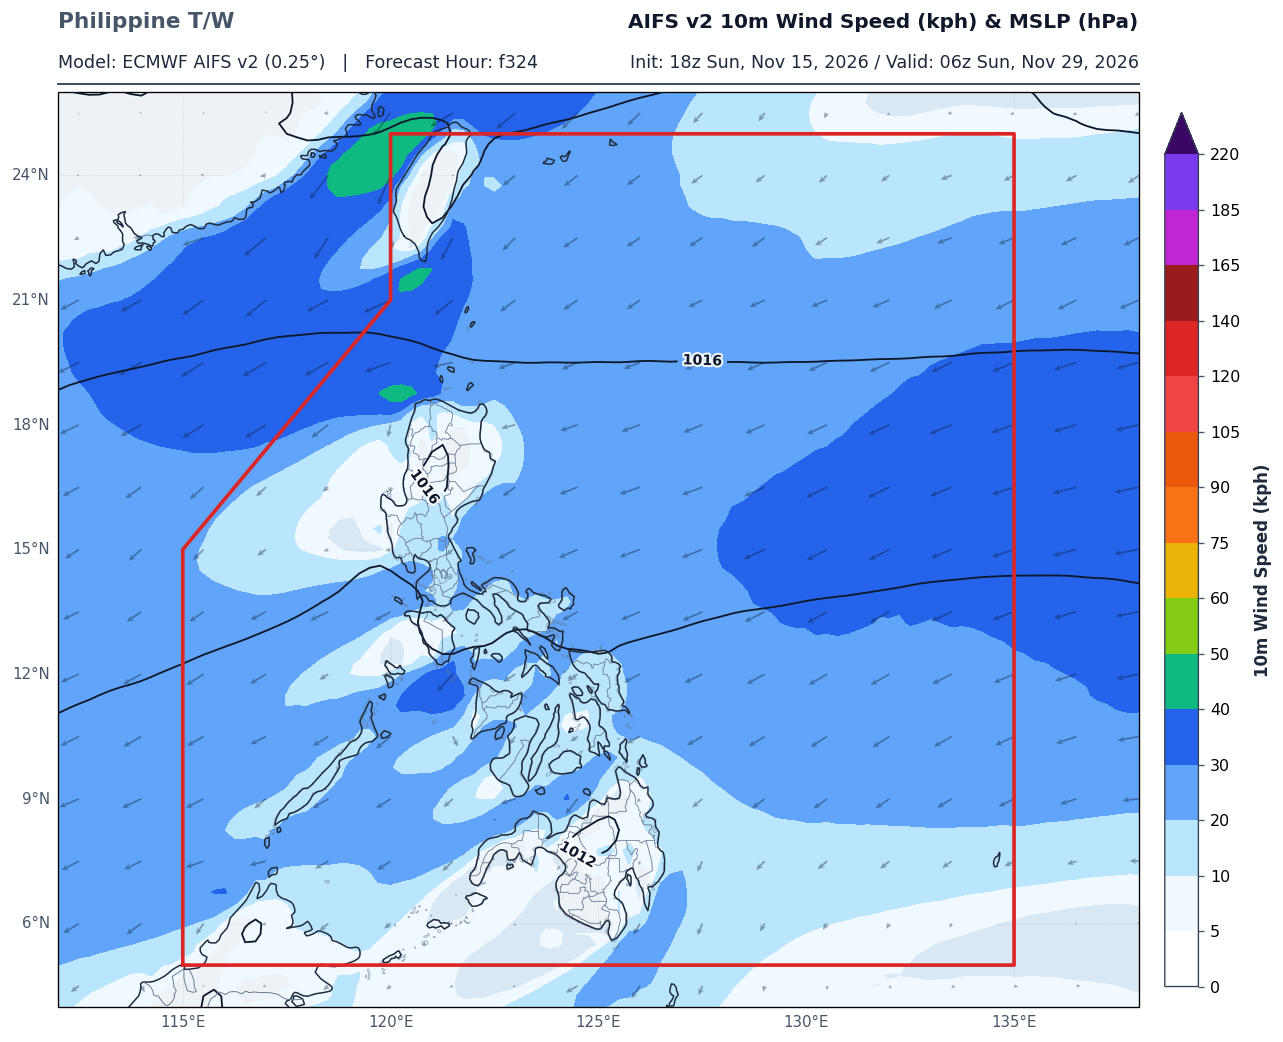 Philippine T/W
AIFS v2 10m Wind Speed (kph) & MSLP (hPa)
Model: ECMWF AIFS v2 (0.25°) | Forecast Hour: f324
Init: 18z Sun, Nov 15, 2026 / Valid: 06z Sun, Nov 29, 2026
24°N
21°N
18°N
15°N
12°N
9°N
6°N
1016
1016
1012
115°E
120°E
125°E
130°E
135°E
220
185
165
140
120
105
90
75
60
50
40
30
20
10
5
0
10m Wind Speed (kph)